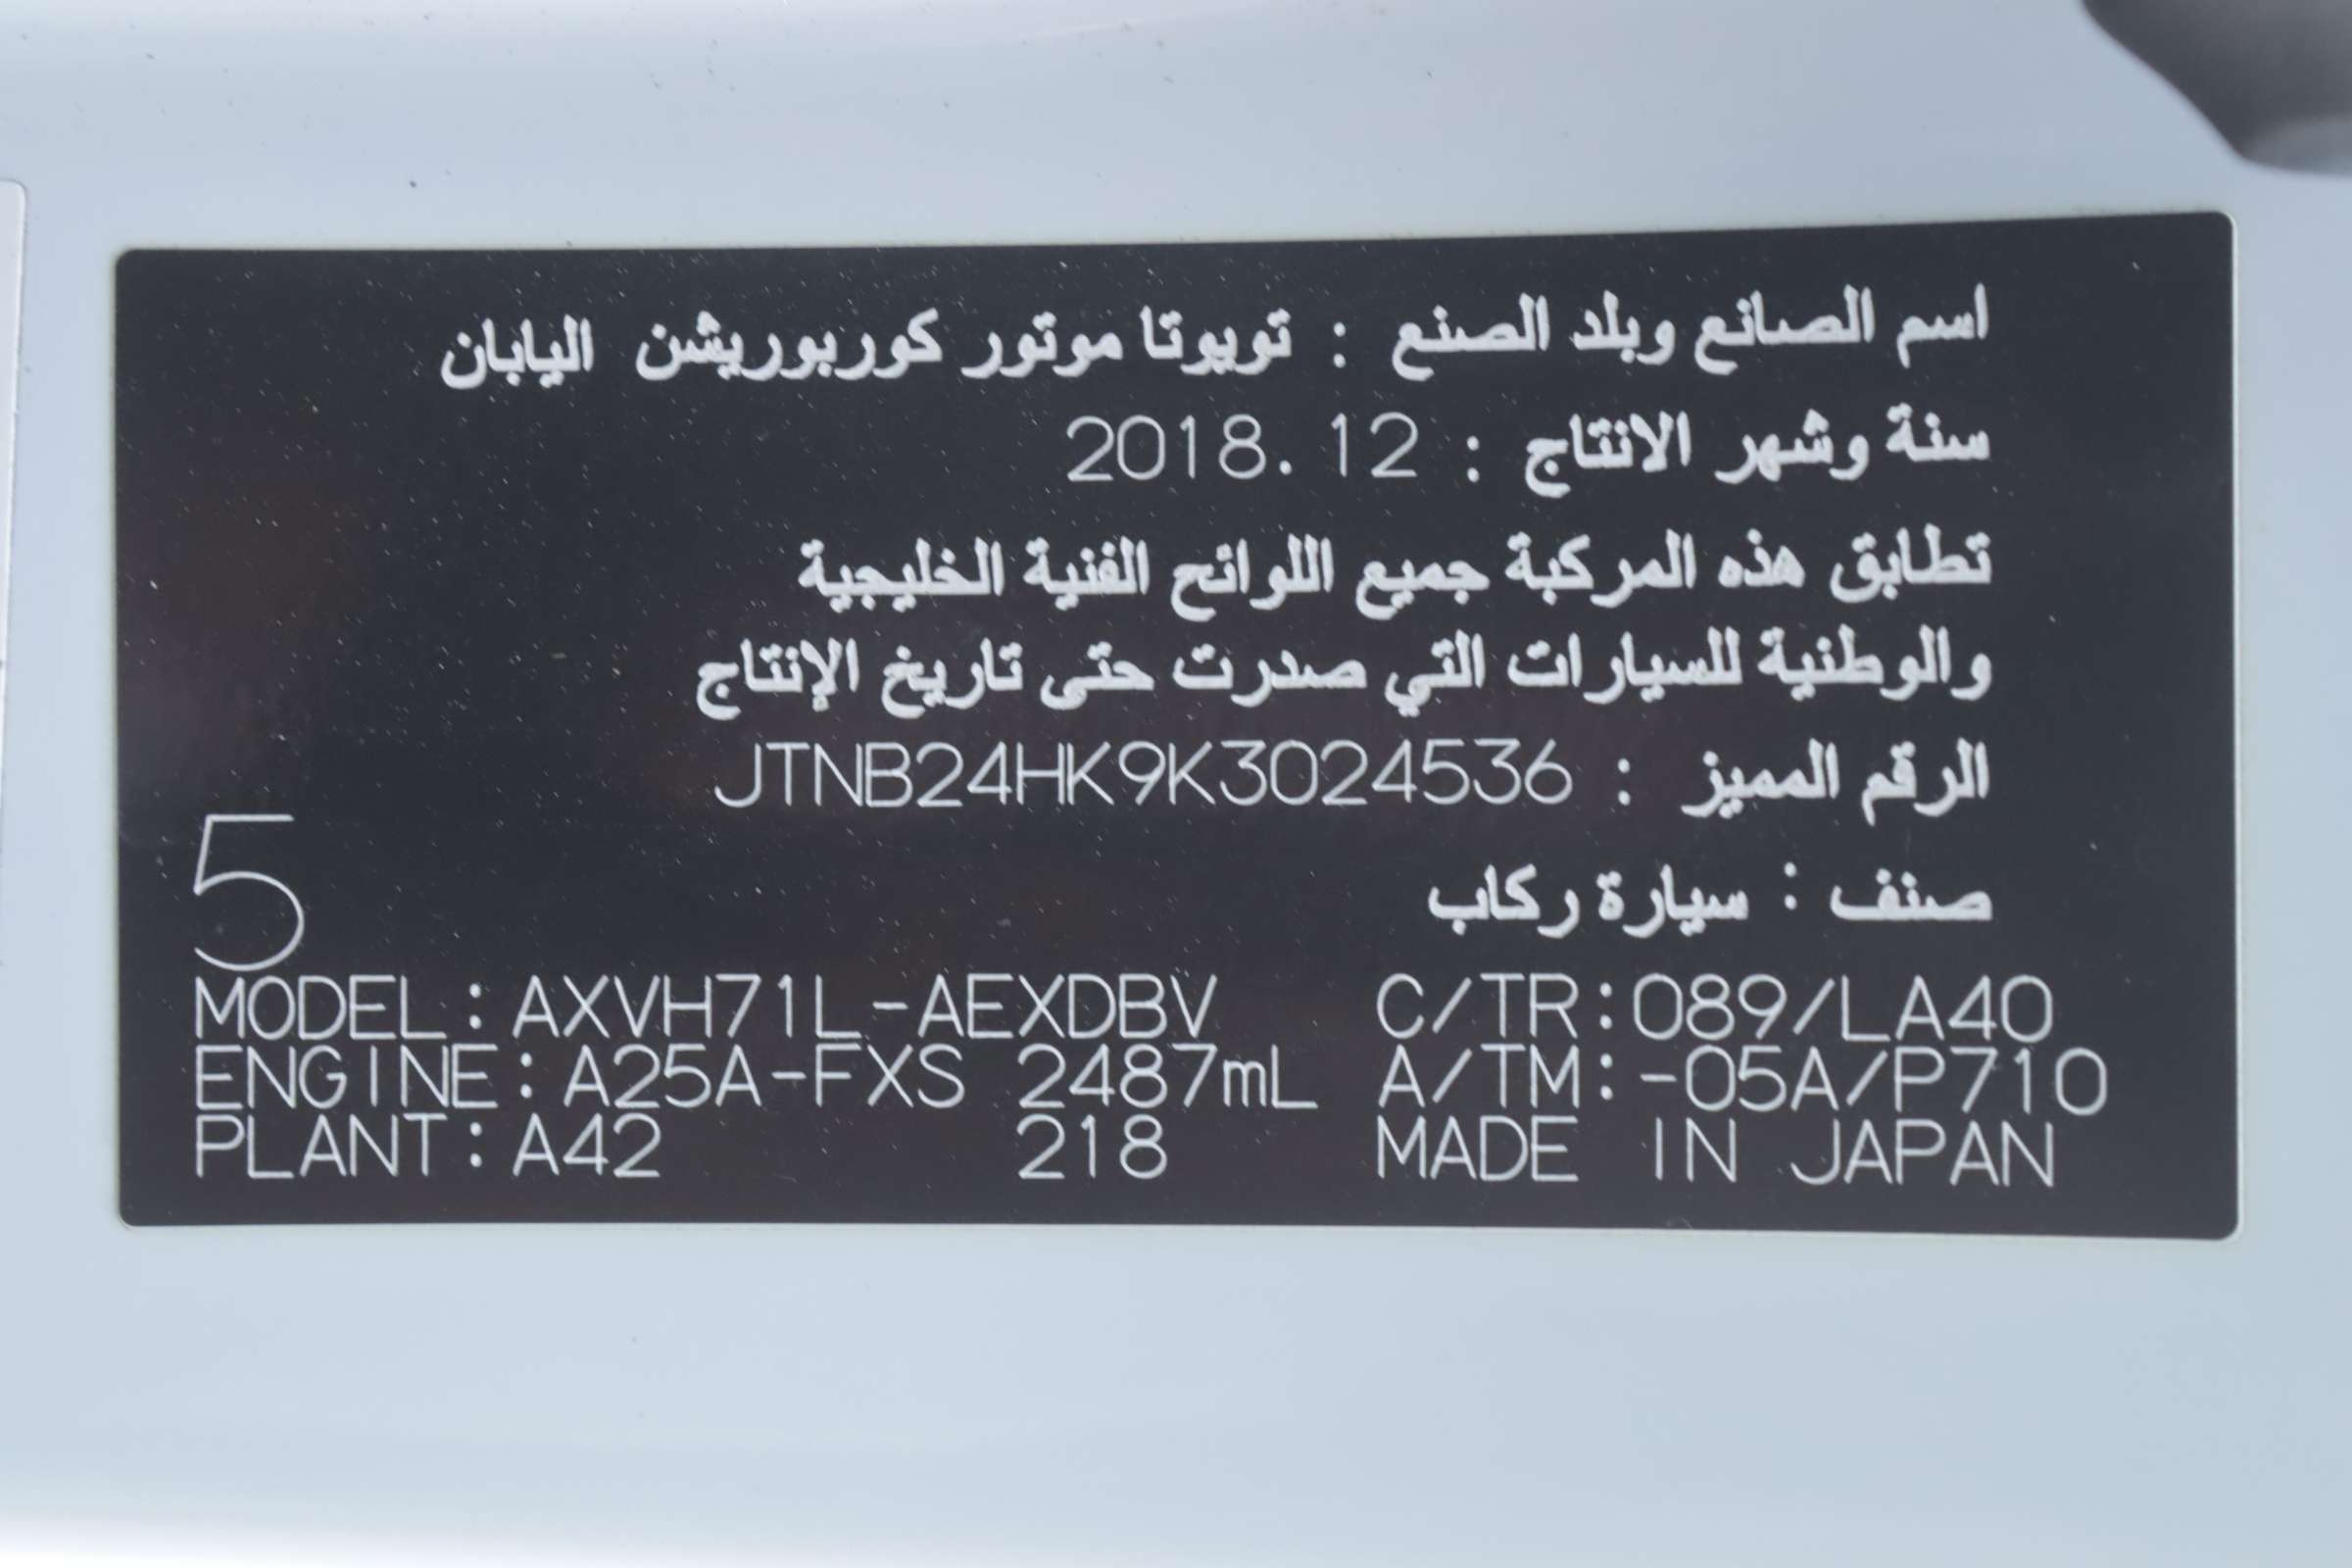 اسم الصانع وبلد الصنع : تويوتا موتور كوربوريشن اليابان
سنة وشهر الانتاج : 2018.12
تطابق هذه المركبة جميع اللوائح الفنية الخليجية
والوطنية للسيارات التي صدرت حتى تاريخ الإنتاج
الرقم المميز : JTNB24HK9K3024536
صنف : سيارة ركاب
5
MODEL: AXVH71L-AEXDBV C/TR:089/LA40
ENGINE: A25A-FXS 2487mL A/TM:-05A/P710
PLANT: A42 218 MADE IN JAPAN